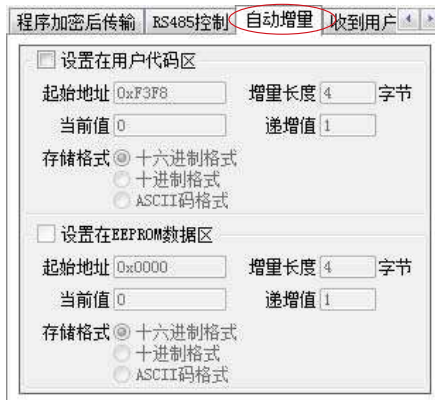 程序加密后传输 RS485控制 自动增量 收到用户
设置在用户代码区
起始地址 0xF3F8 增量长度 4 字节
当前值 0 递增值 1
存储格式 十六进制格式
十进制格式
ASCII码格式
设置在EEPROM数据区
起始地址 0x0000 增量长度 4 字节
当前值 0 递增值 1
存储格式 十六进制格式
十进制格式
ASCII码格式